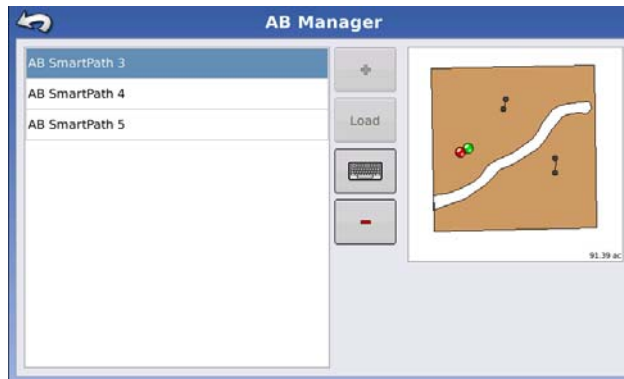 AB Manager
AB SmartPath 3
AB SmartPath 4
AB SmartPath 5
+
Load
-
91.39 ac